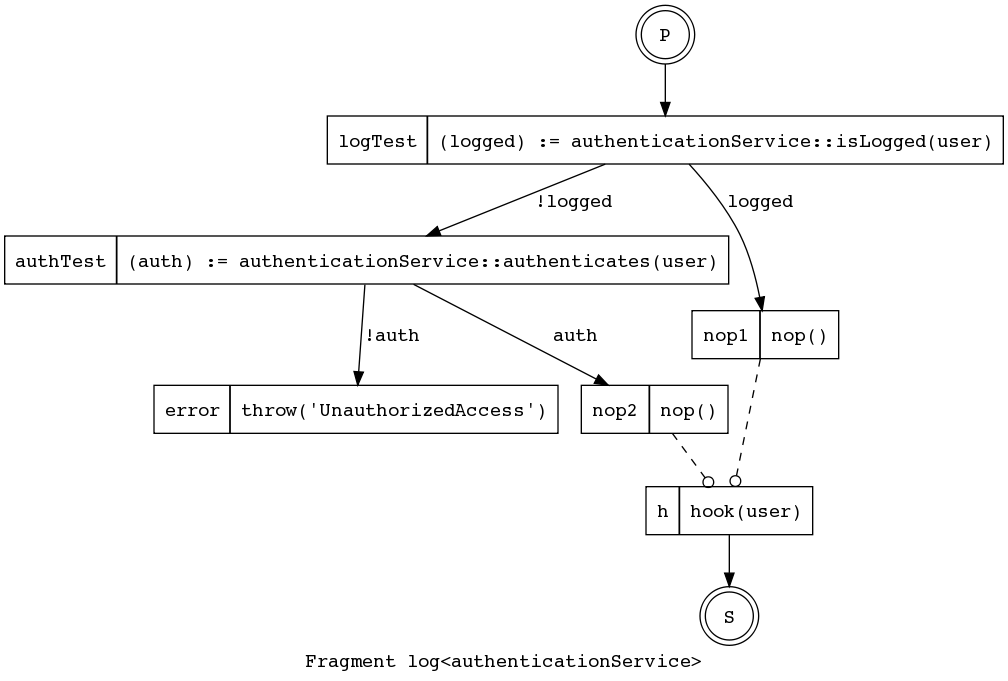 P
logTest (logged) := authenticationService::isLogged(user)
!logged
logged
authTest (auth) := authenticationService::authenticates(user)
!auth
auth
nop1 nop()
error throw('UnauthorizedAccess')
nop2 nop()
h hook(user)
S
Fragment log<authenticationService>